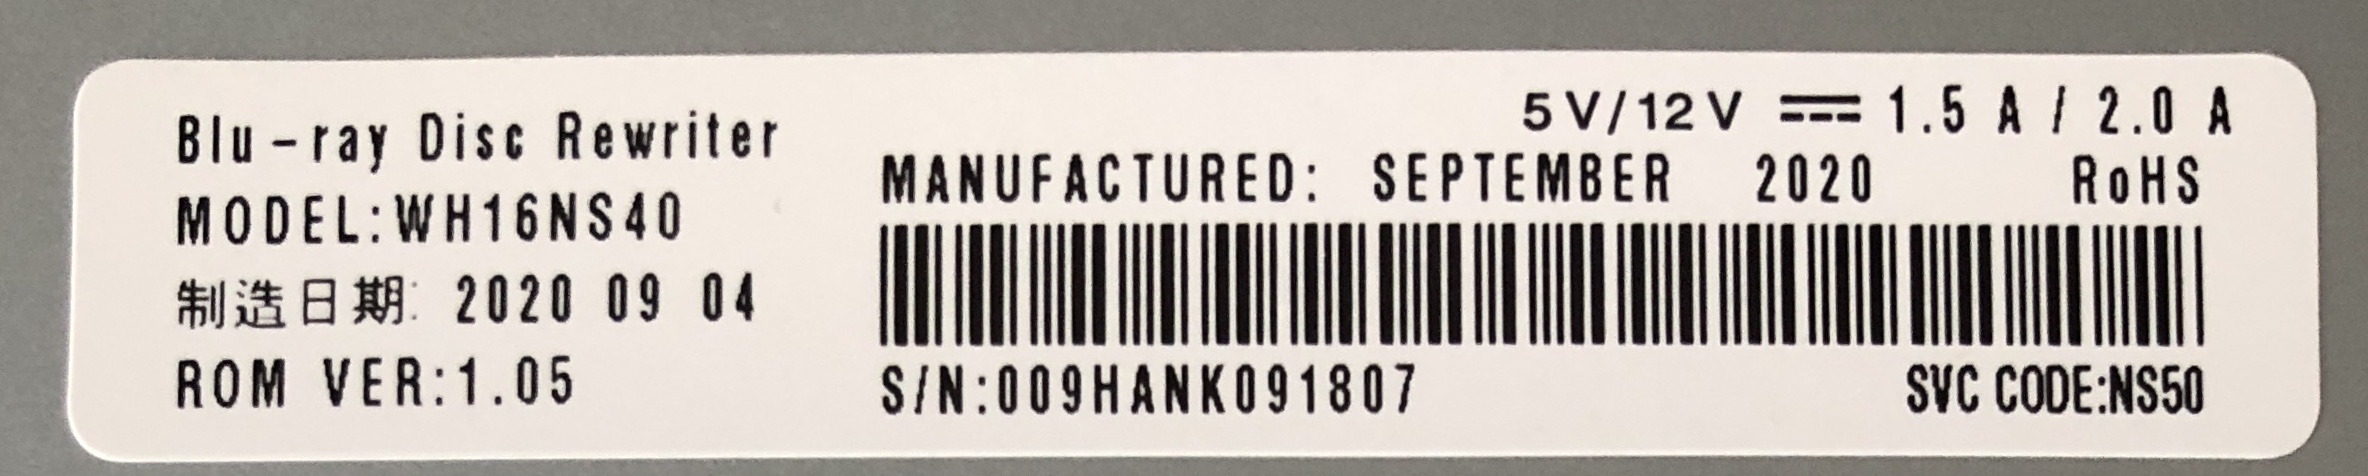 Blu-ray Disc Rewriter
MODEL:WH16NS40
制造日期: 2020 09 04
ROM VER:1.05
5V/12V ⎓ 1.5 A / 2.0 A
MANUFACTURED: SEPTEMBER 2020 RoHS
S/N:009HANK091807
SVC CODE:NS50